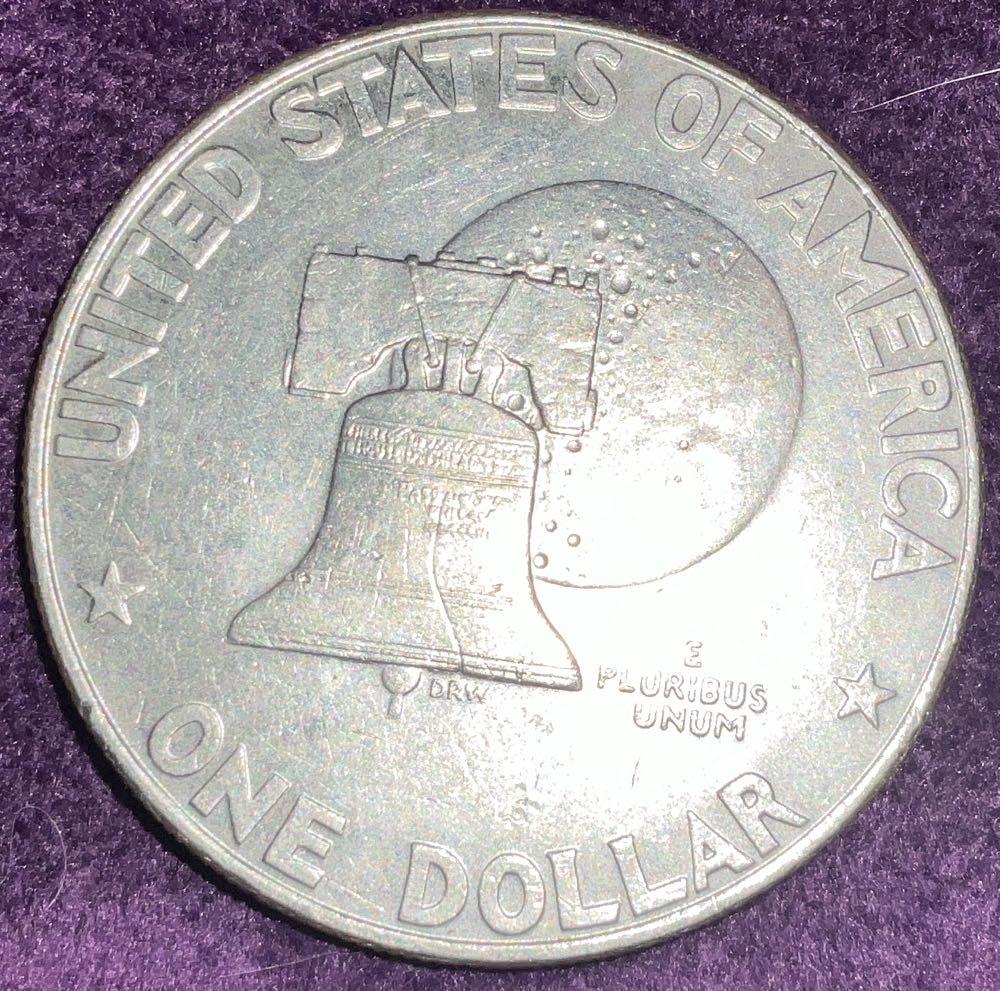 UNITED STATES OF AMERICA
DRW
E
PLURIBUS
UNUM
ONE DOLLAR